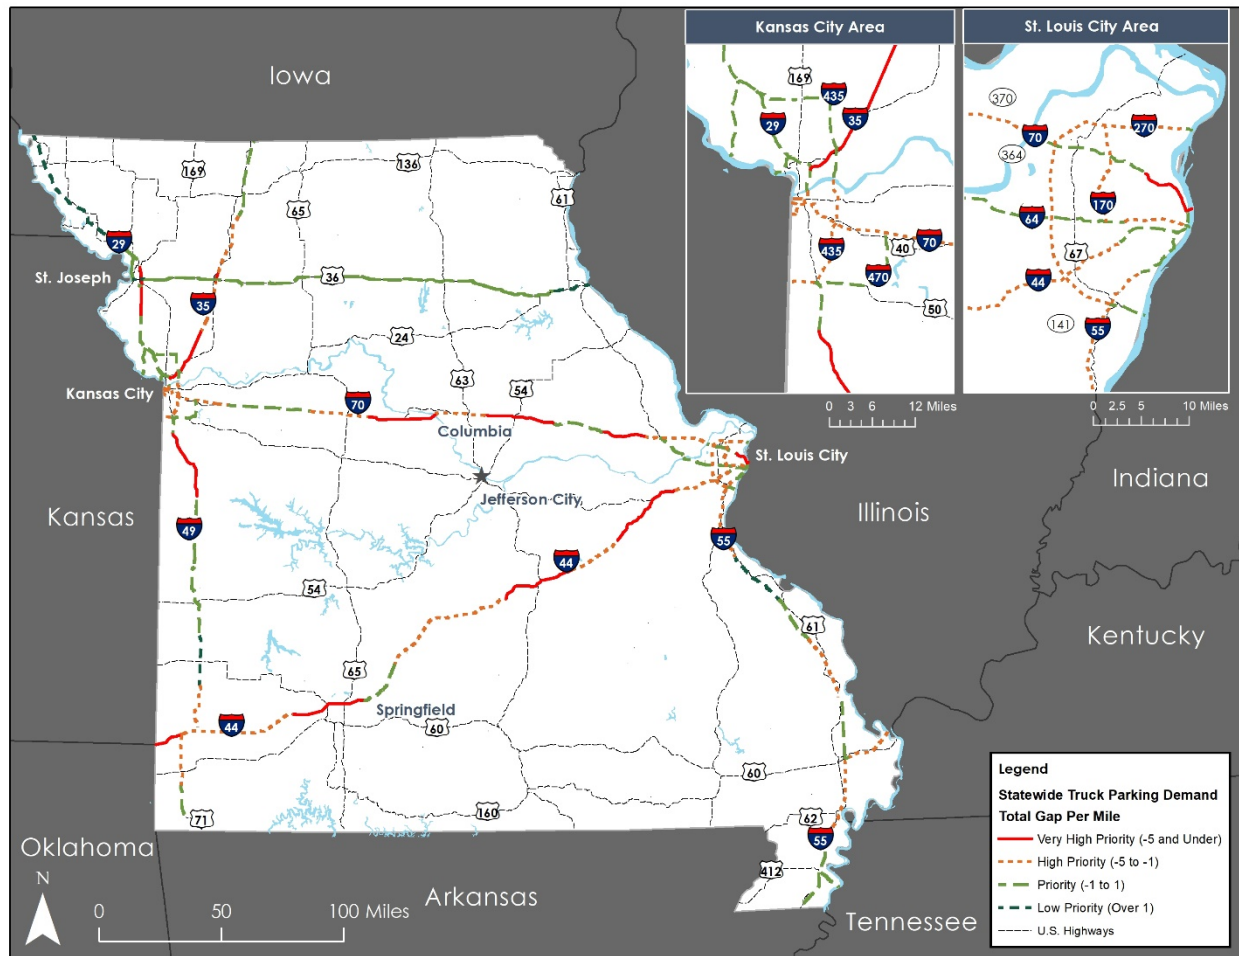 Kansas City Area
St. Louis City Area
Iowa
169
435
29
35
435
40
70
470
50
370
70
270
364
170
64
67
44
141
55
0 3 6 12 Miles
0 2.5 5 10 Miles
169
136
65
61
29
St. Joseph
36
35
24
Kansas City
63
54
70
Columbia
St. Louis City
Jefferson City
Kansas
Illinois
Indiana
49
44
55
54
61
Kentucky
65
Springfield
44
60
60
71
160
62
55
412
Oklahoma
Arkansas
Tennessee
N
0 50 100 Miles
Legend
Statewide Truck Parking Demand
Total Gap Per Mile
Very High Priority (-5 and Under)
High Priority (-5 to -1)
Priority (-1 to 1)
Low Priority (Over 1)
U.S. Highways